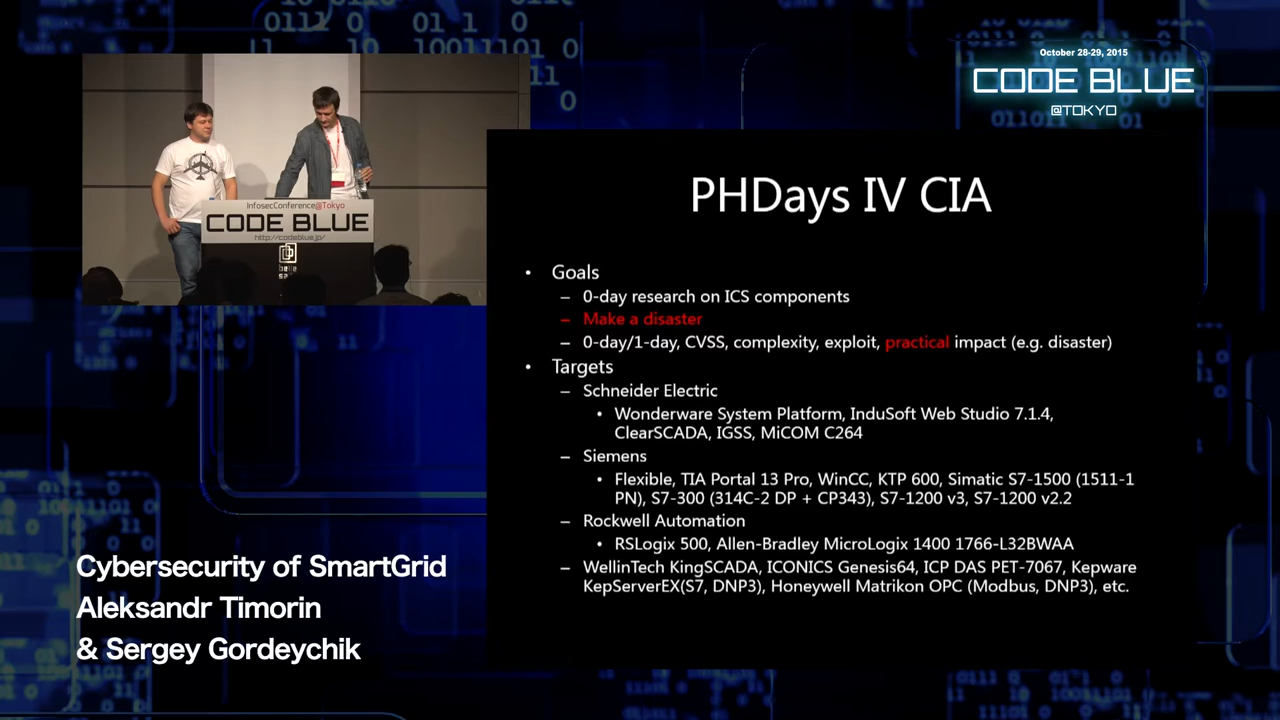 October 28-29, 2015
CODE BLUE
@TOKYO
InfosecConference@Tokyo
CODE BLUE
http://codeblue.jp/
PHDays IV CIA
• Goals
– 0-day research on ICS components
– Make a disaster
– 0-day/1-day, CVSS, complexity, exploit, practical impact (e.g. disaster)
• Targets
– Schneider Electric
• Wonderware System Platform, InduSoft Web Studio 7.1.4,
ClearSCADA, IGSS, MiCOM C264
– Siemens
• Flexible, TIA Portal 13 Pro, WinCC, KTP 600, Simatic S7-1500 (1511-1
PN), S7-300 (314C-2 DP + CP343), S7-1200 v3, S7-1200 v2.2
– Rockwell Automation
• RSLogix 500, Allen-Bradley MicroLogix 1400 1766-L32BWAA
– WellinTech KingSCADA, ICONICS Genesis64, ICP DAS PET-7067, Kepware
KepServerEX(S7, DNP3), Honeywell Matrikon OPC (Modbus, DNP3), etc.
Cybersecurity of SmartGrid
Aleksandr Timorin
& Sergey Gordeychik